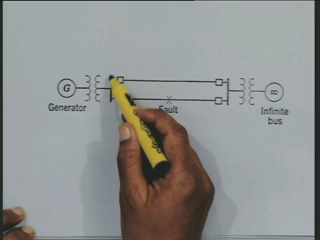 G
∞
Generator
Fault
Infinite
bus